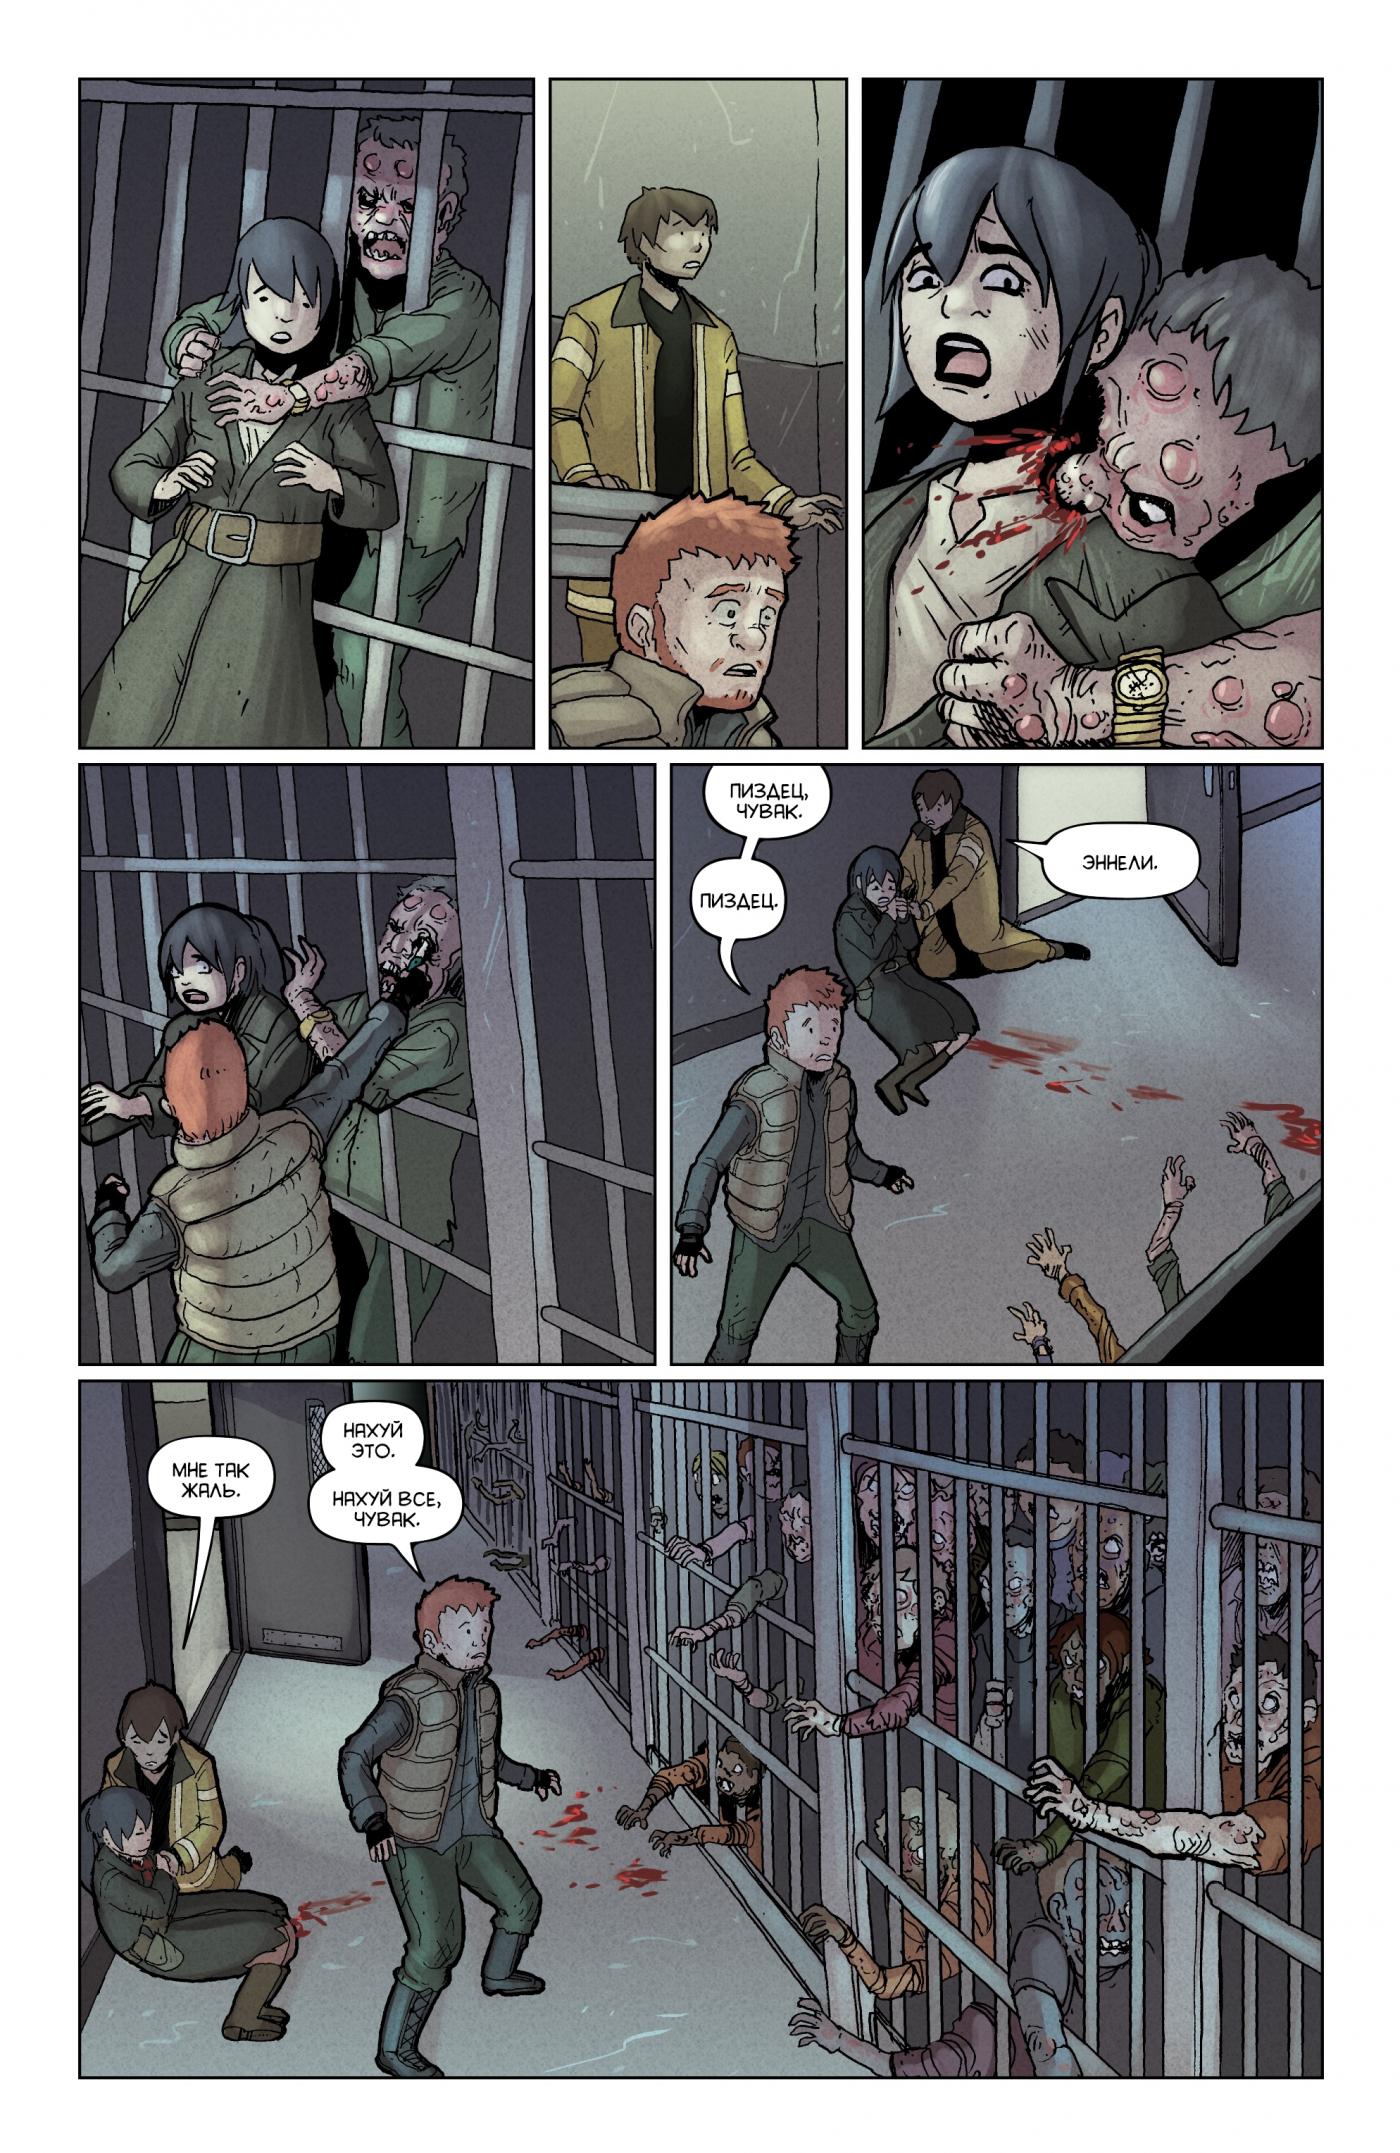 ПИЗДЕЦ,
ЧУВАК.
ПИЗДЕЦ.
ЭННЕЛИ.
МНЕ ТАК
ЖАЛЬ.
НАХУЙ
ЭТО.
НАХУЙ ВСЕ,
ЧУВАК.